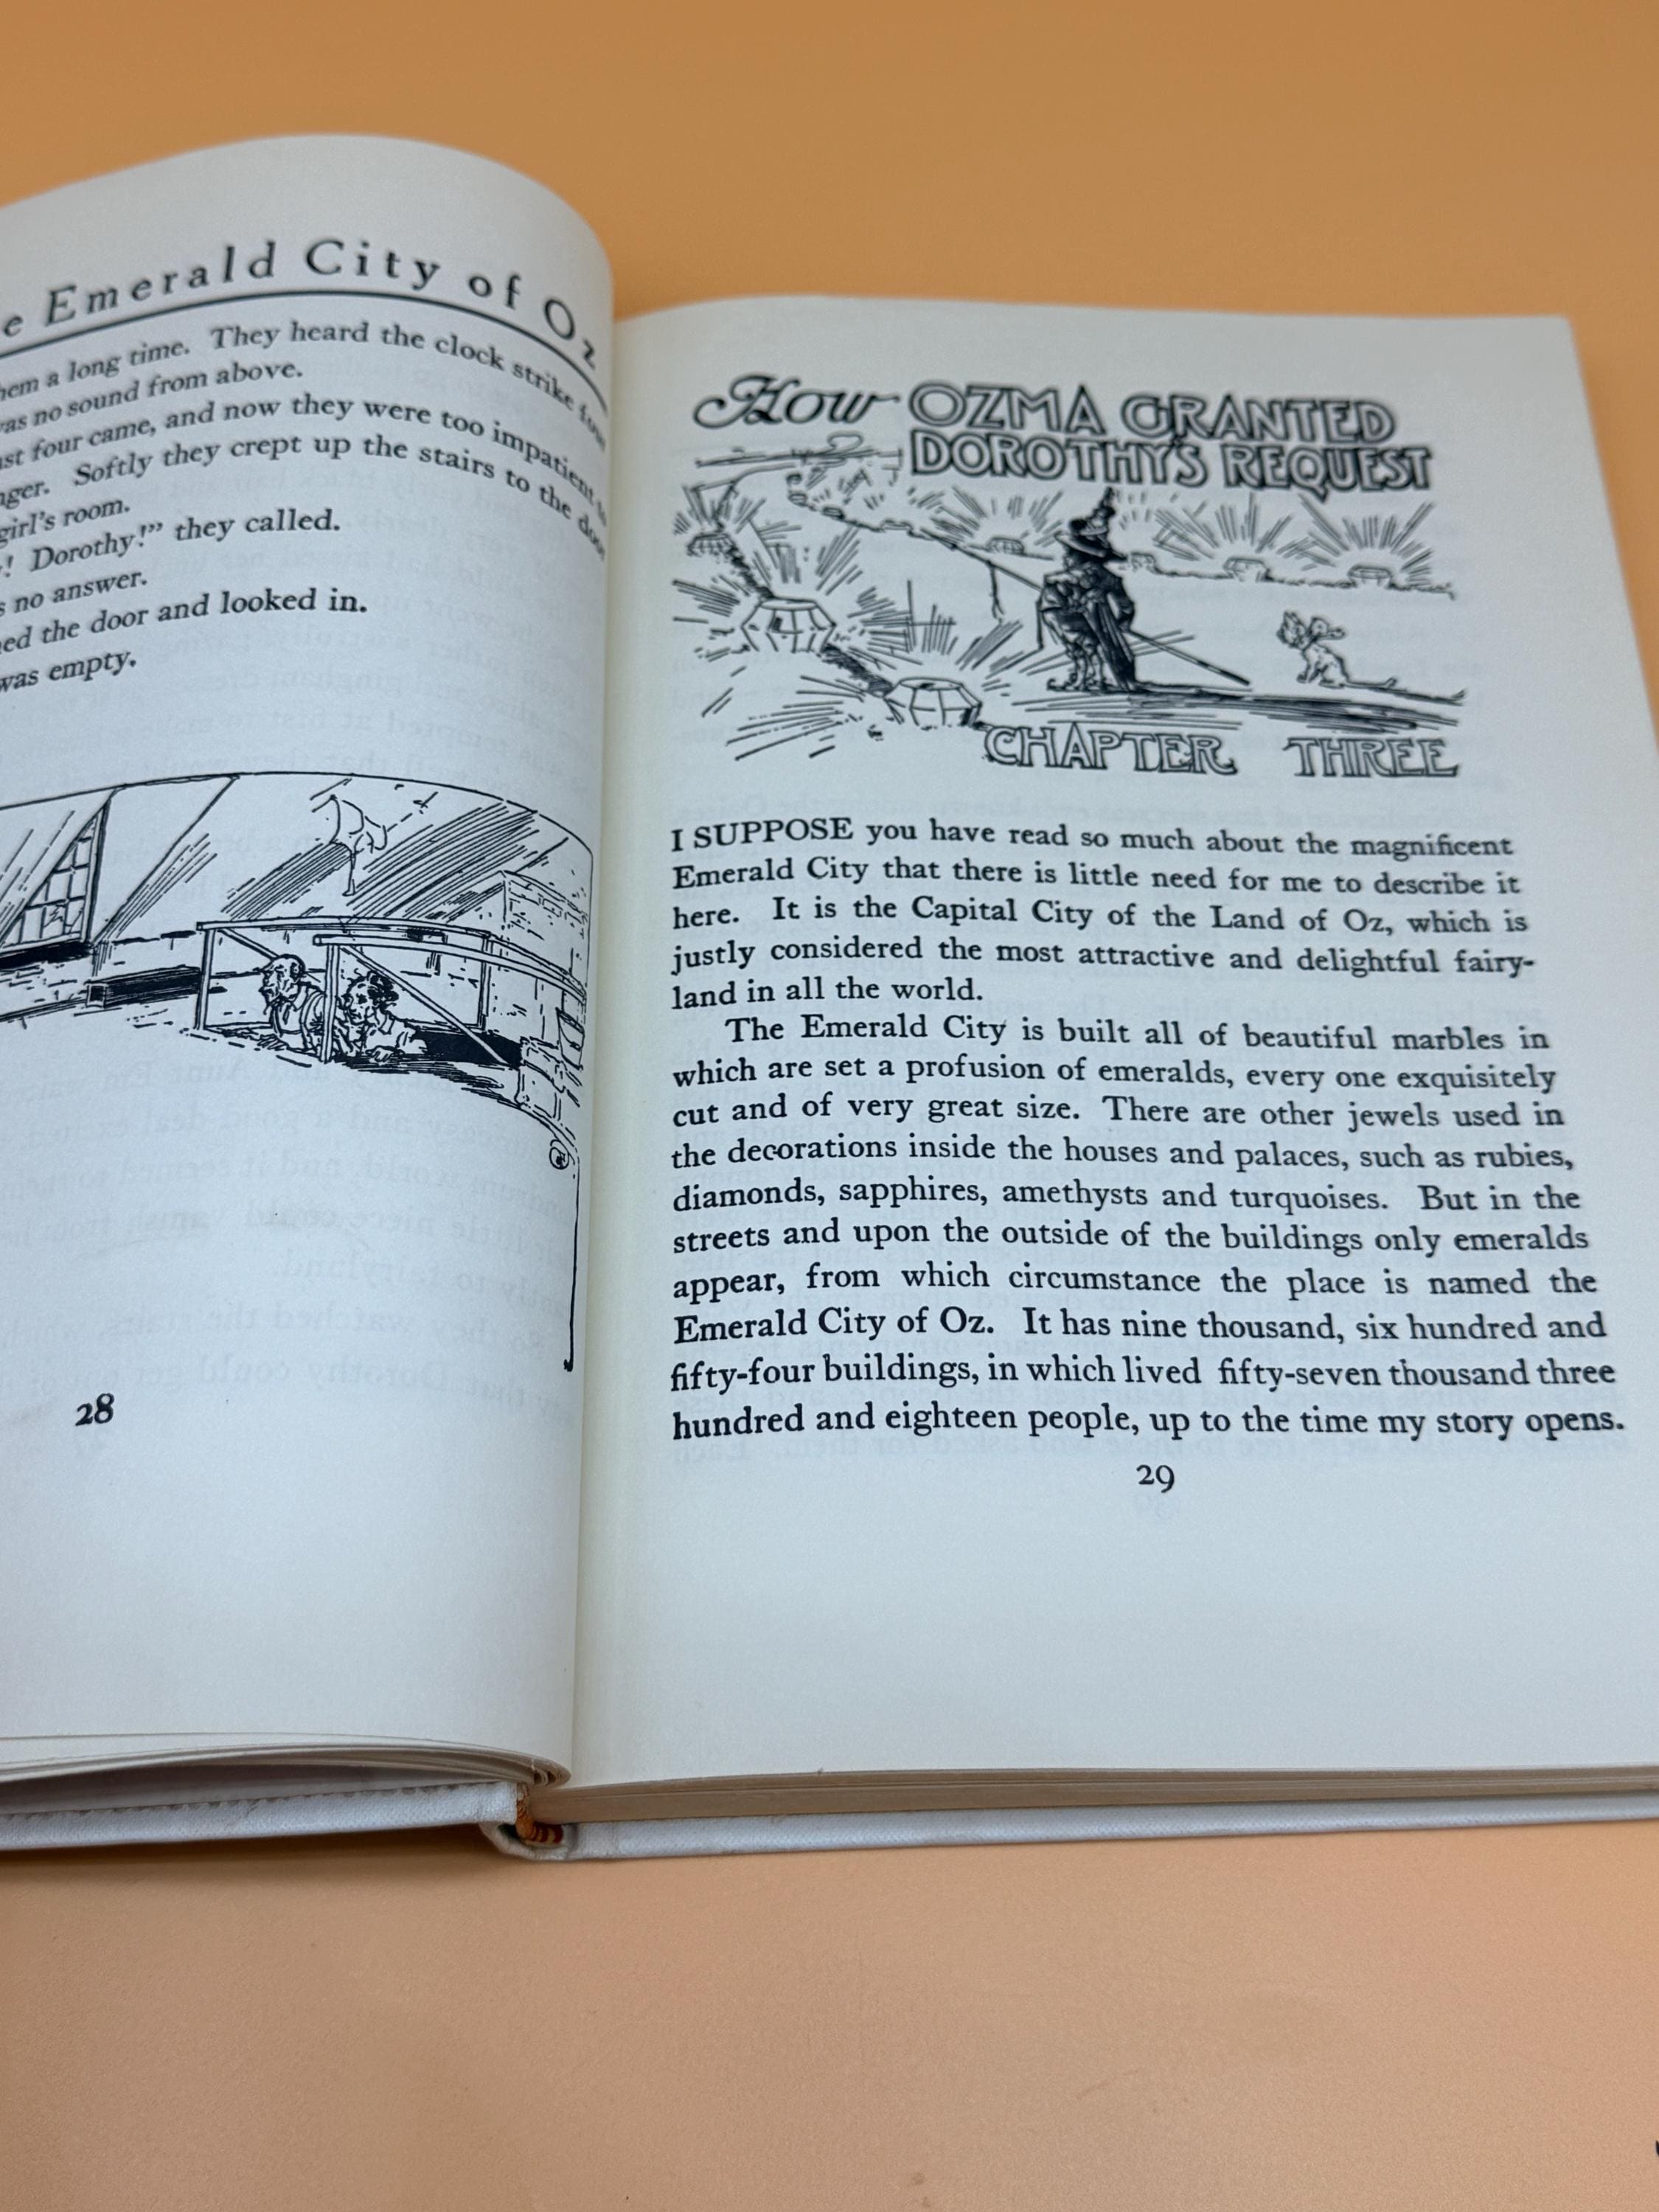 e Emerald City of Oz
hem a long time. They heard the clock strike four
was no sound from above.
ast four came, and now they were too impatient to
nger. Softly they crept up the stairs to the door
girl's room.
y! Dorothy!" they called.
s no answer.
ned the door and looked in.
was empty.
28
How OZMA GRANTED
DOROTHY'S REQUEST
CHAPTER THREE
I SUPPOSE you have read so much about the magnificent
Emerald City that there is little need for me to describe it
here. It is the Capital City of the Land of Oz, which is
justly considered the most attractive and delightful fairy-
land in all the world.
The Emerald City is built all of beautiful marbles in
which are set a profusion of emeralds, every one exquisitely
cut and of very great size. There are other jewels used in
the decorations inside the houses and palaces, such as rubies,
diamonds, sapphires, amethysts and turquoises. But in the
streets and upon the outside of the buildings only emeralds
appear, from which circumstance the place is named the
Emerald City of Oz. It has nine thousand, six hundred and
fifty-four buildings, in which lived fifty-seven thousand three
hundred and eighteen people, up to the time my story opens.
29